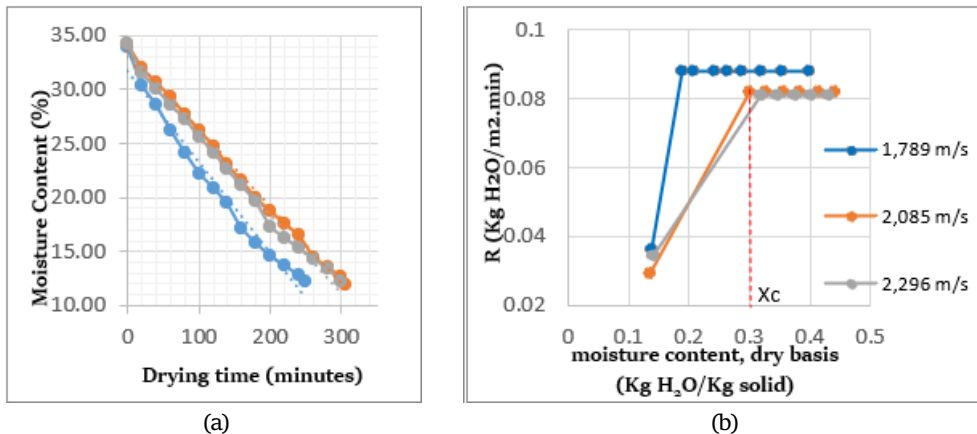 35.00
30.00
25.00
20.00
15.00
10.00
Moisture Content (%)
0
100
200
300
Drying time (minutes)
(a)
0.1
0.08
0.06
0.04
0.02
R (Kg H2O/m2.min)
Xc
0
0.1
0.2
0.3
0.4
0.5
moisture content, dry basis
(Kg H₂O/Kg solid)
1,789 m/s
2,085 m/s
2,296 m/s
(b)